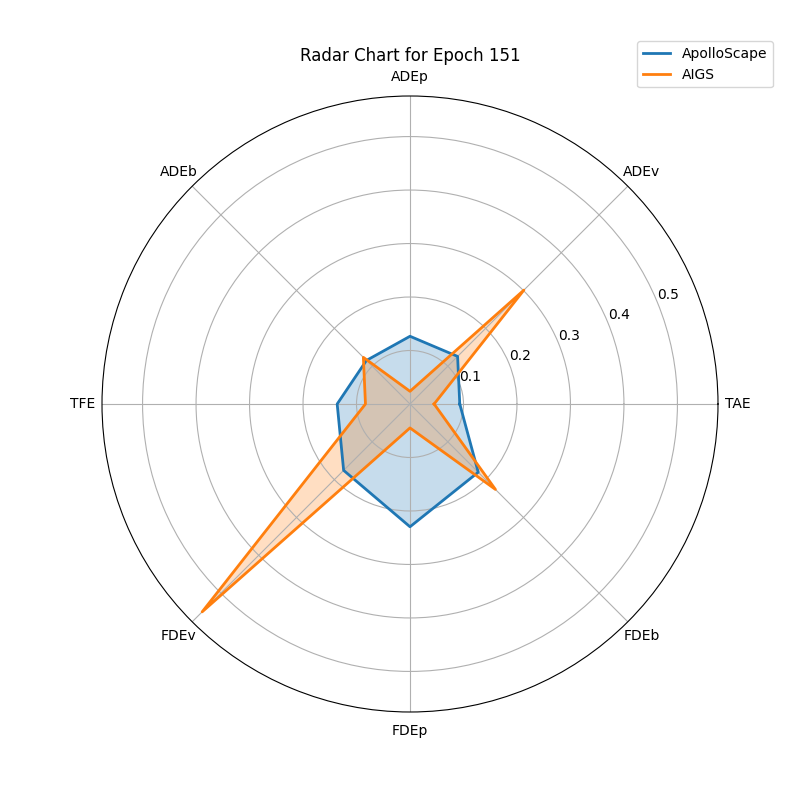 Radar Chart for Epoch 151
ApolloScape
AIGS
ADEp
ADEb
ADEv
0.5
0.4
0.3
0.2
0.1
TFE
TAE
FDEv
FDEb
FDEp